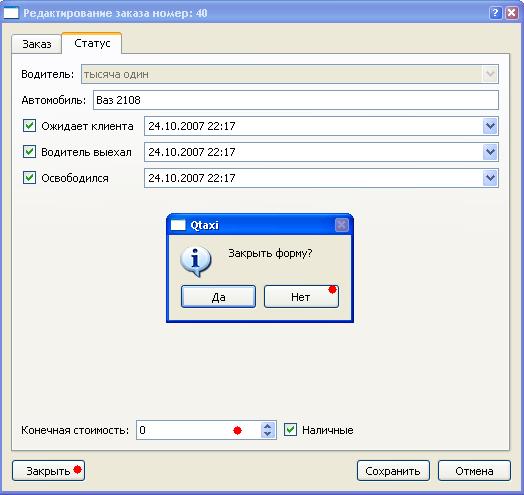 Редактирование заказа номер: 40
Заказ Статус
Водитель: тысяча один
Автомобиль: Ваз 2108
Ожидает клиента 24.10.2007 22:17
Водитель выехал 24.10.2007 22:17
Освободился 24.10.2007 22:17
Qtaxi
Закрыть форму?
Да Нет
Конечная стоимость: 0 Наличные
Закрыть Сохранить Отмена